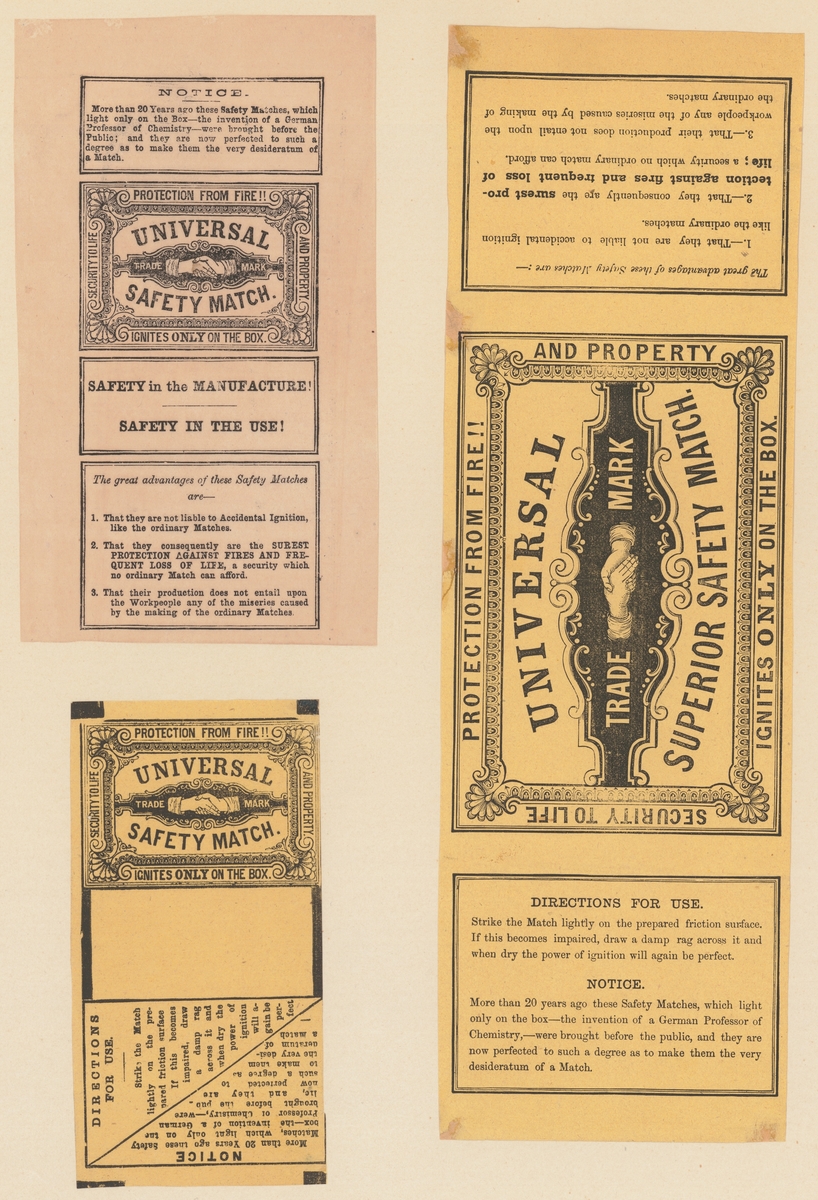 NOTICE.
More than 20 Years ago these Safety Matches, which
light only on the Box—the invention of a German
Professor of Chemistry—were brought before the
Public; and they are now perfected to such a
degree as to make them the very desideratum of
a Match.
PROTECTION FROM FIRE!!
SECURITY TO LIFE
AND PROPERTY.
UNIVERSAL
TRADE MARK
SAFETY MATCH.
IGNITES ONLY ON THE BOX.
SAFETY in the MANUFACTURE!
SAFETY IN THE USE!
The great advantages of these Safety Matches
are—
1. That they are not liable to Accidental Ignition,
like the ordinary Matches.
2. That they consequently are the SUREST
PROTECTION AGAINST FIRES AND FRE-
QUENT LOSS OF LIFE, a security which
no ordinary Match can afford.
3. That their production does not entail upon
the Workpeople any of the miseries caused
by the making of the ordinary Matches.
PROTECTION FROM FIRE!!
SECURITY TO LIFE
AND PROPERTY.
UNIVERSAL
TRADE MARK
SAFETY MATCH.
IGNITES ONLY ON THE BOX.
DIRECTIONS
FOR USE.
Strike the Match
lightly on the pre-
pared friction surface
If this becomes
impaired, draw
a damp rag
across it and
when dry the
power of
ignition
will a-
gain be
per-
fect
NOTICE
More than 20 Years ago these Safety
Matches, which light only on the
box—the invention of a German
Professor of Chemistry,—were
brought before the pub-
lic, and they are
now perfected to
such a degree as
to make them
the very desi-
deratum of
a match
The great advantages of these Safety Matches are :—
1.—That they are not liable to accidental ignition
like the ordinary matches.
2.—That they consequently are the surest pro-
tection against fires and frequent loss of
life; a security which no ordinary match can afford.
3.—That their production does not entail upon the
workpeople any of the miseries caused by the making of
the ordinary matches.
PROTECTION FROM FIRE!!
AND PROPERTY
UNIVERSAL
TRADE MARK
SUPERIOR SAFETY MATCH.
IGNITES ONLY ON THE BOX.
SECURITY TO LIFE
DIRECTIONS FOR USE.
Strike the Match lightly on the prepared friction surface.
If this becomes impaired, draw a damp rag across it and
when dry the power of ignition will again be perfect.
NOTICE.
More than 20 years ago these Safety Matches, which light
only on the box—the invention of a German Professor of
Chemistry,—were brought before the public, and they are
now perfected to such a degree as to make them the very
desideratum of a Match.